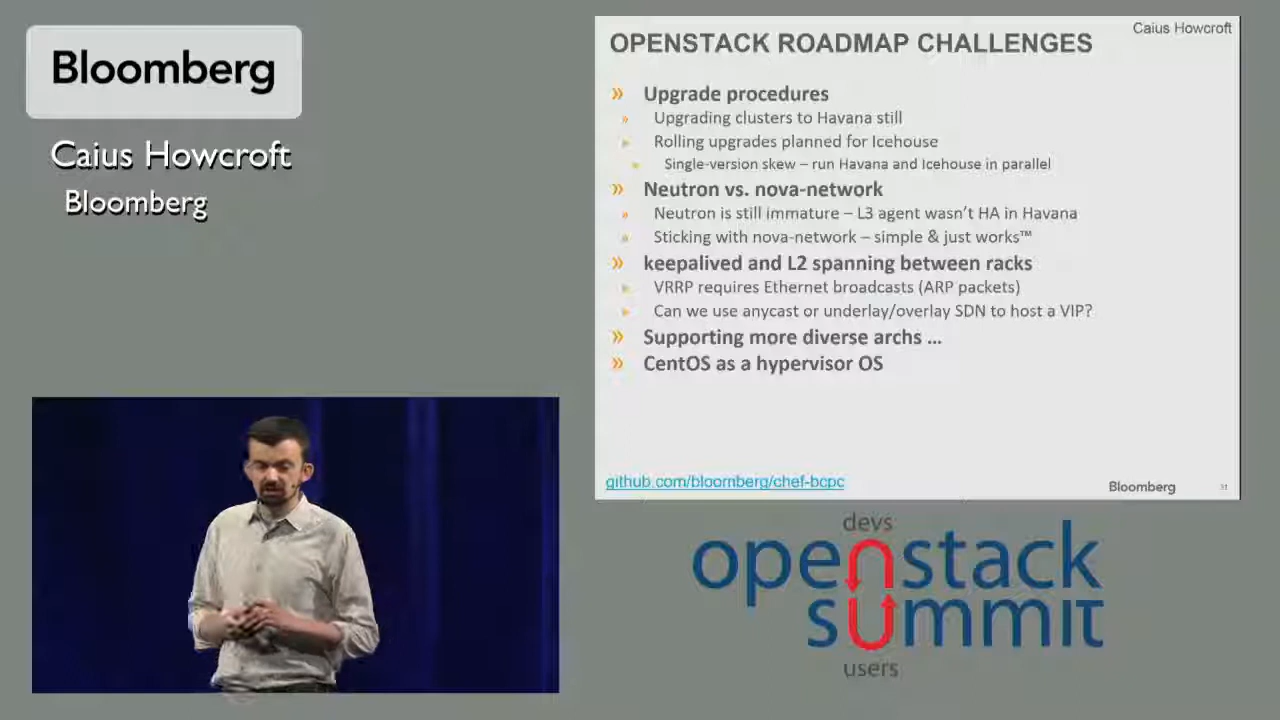 Bloomberg
Caius Howcroft
Bloomberg
Caius Howcroft
OPENSTACK ROADMAP CHALLENGES
» Upgrade procedures
» Upgrading clusters to Havana still
Rolling upgrades planned for Icehouse
Single-version skew – run Havana and Icehouse in parallel
» Neutron vs. nova-network
» Neutron is still immature – L3 agent wasn't HA in Havana
» Sticking with nova-network – simple & just works™
» keepalived and L2 spanning between racks
VRRP requires Ethernet broadcasts (ARP packets)
Can we use anycast or underlay/overlay SDN to host a VIP?
» Supporting more diverse archs ...
» CentOS as a hypervisor OS
github.com/bloomberg/chef-bcpc
Bloomberg
31
devs
openstack
summit
users